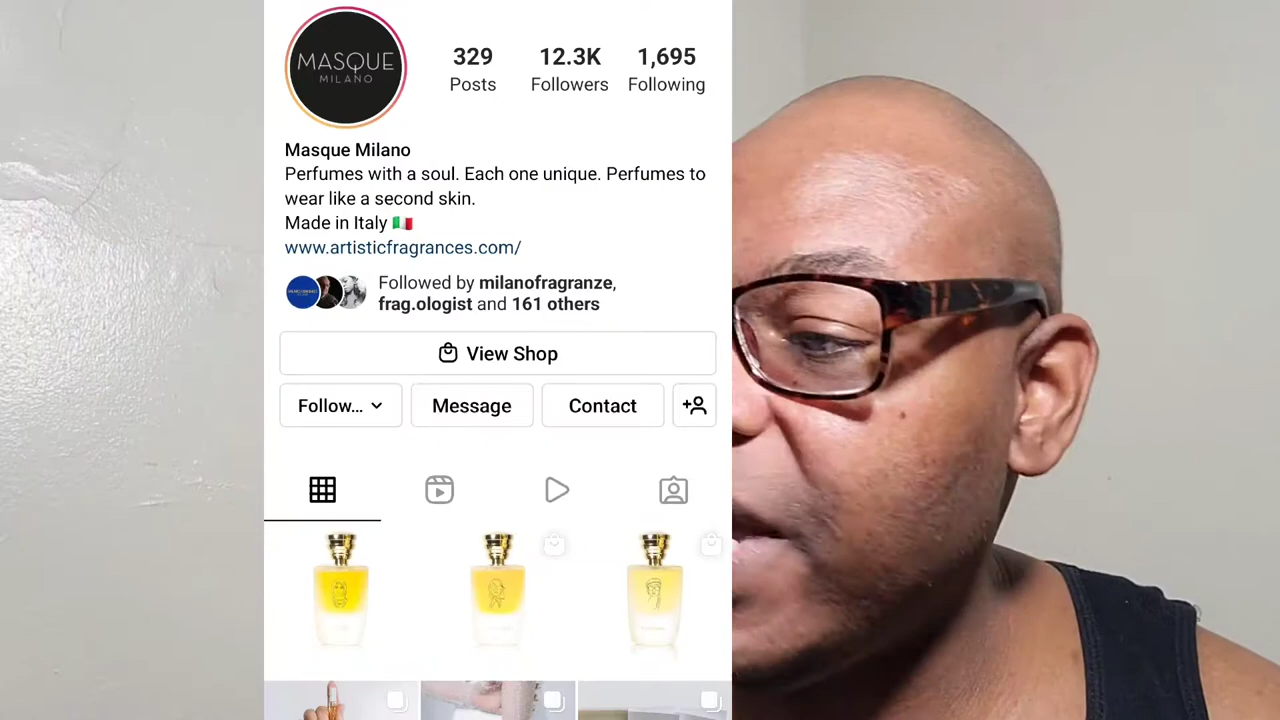 MASQUE
MILANO
329
Posts
12.3K
Followers
1,695
Following
Masque Milano
Perfumes with a soul. Each one unique. Perfumes to
wear like a second skin.
Made in Italy 🇮🇹
www.artisticfragrances.com/
Followed by milanofragranze,
frag.ologist and 161 others
View Shop
Follow...
Message
Contact